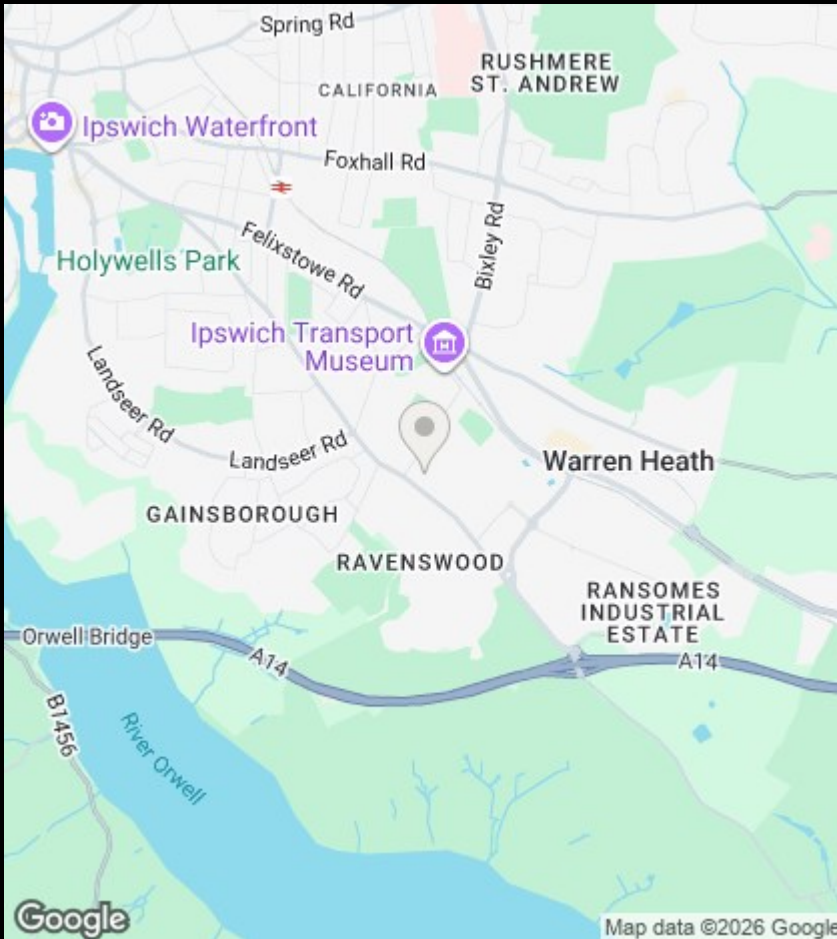 Spring Rd
RUSHMERE
ST. ANDREW
CALIFORNIA
Ipswich Waterfront
Foxhall Rd
Bixley Rd
Felixstowe Rd
Holywells Park
Ipswich Transport
Museum
Landseer Rd
Landseer Rd
Warren Heath
GAINSBOROUGH
RAVENSWOOD
RANSOMES
INDUSTRIAL
ESTATE
Orwell Bridge
A14
A14
B1456
River Orwell
Google
Map data ©2026 Google